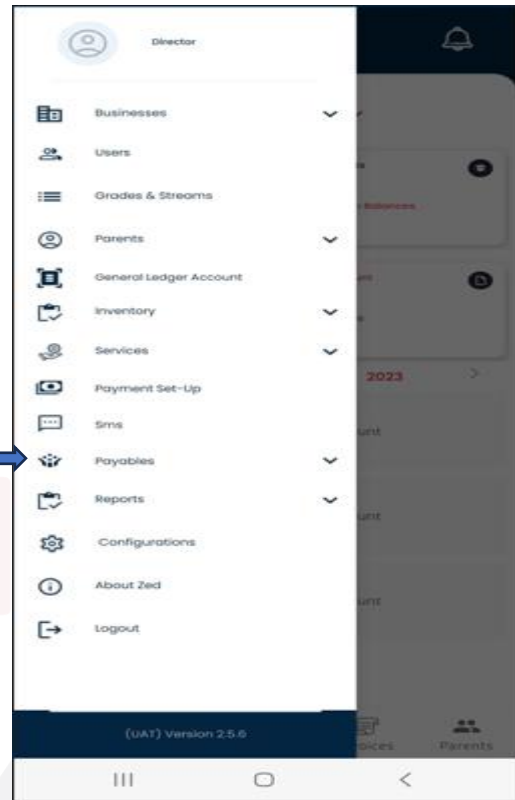 Director
Businesses
Users
Grades & Streams
Parents
General Ledger Account
Inventory
Services
Payment Set-Up
Sms
Payables
Reports
Configurations
About Zed
Logout
(UAT) Version 2.5.6
Balances
2023
Parents